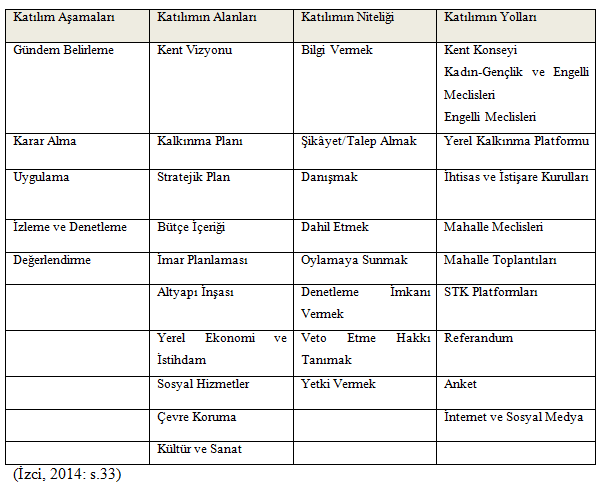 Katılım Aşamaları Katılımın Alanları Katılımın Niteliği Katılımın Yolları
Gündem Belirleme Kent Vizyonu Bilgi Vermek Kent Konseyi
Kadın-Gençlik ve Engelli
Meclisleri
Engelli Meclisleri
Karar Alma Kalkınma Planı Şikâyet/Talep Almak Yerel Kalkınma Platformu
Uygulama Stratejik Plan Danışmak İhtisas ve İstişare Kurulları
İzleme ve Denetleme Bütçe İçeriği Dahil Etmek Mahalle Meclisleri
Değerlendirme İmar Planlaması Oylamaya Sunmak Mahalle Toplantıları
Altyapı İnşası Denetleme İmkanı STK Platformları
Vermek
Yerel Ekonomi ve Veto Etme Hakkı Referandum
İstihdam Tanımak
Sosyal Hizmetler Yetki Vermek Anket
Çevre Koruma İnternet ve Sosyal Medya
Kültür ve Sanat
(İzci, 2014: s.33)